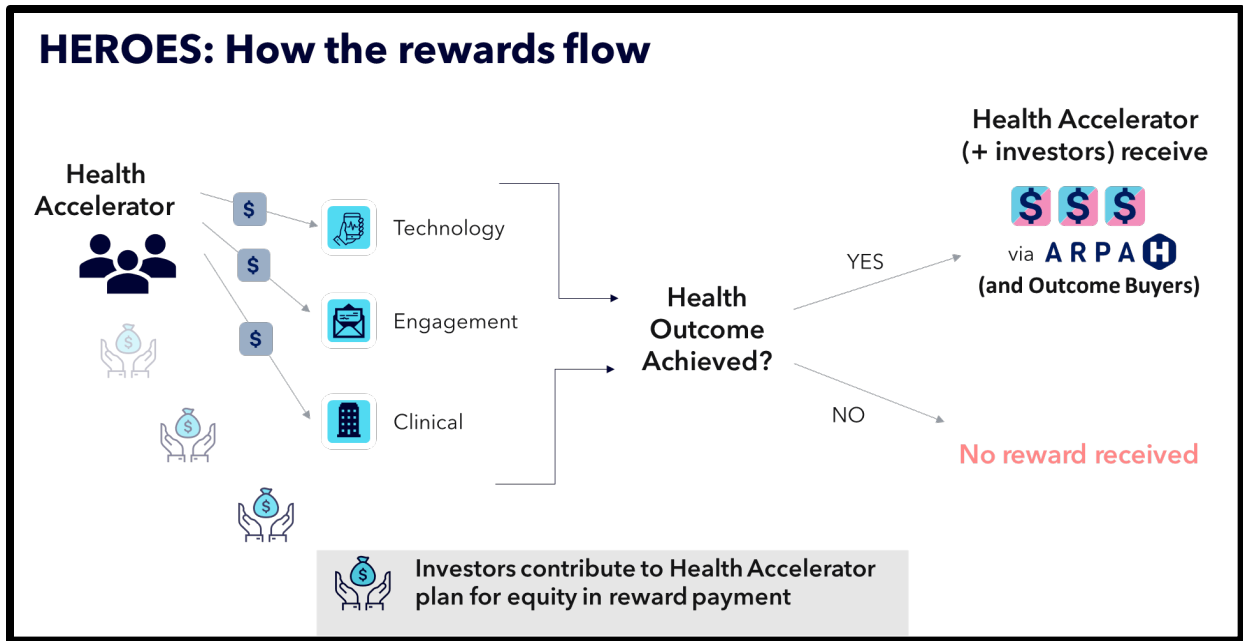 HEROES: How the rewards flow
Health
Accelerator
$
$
$
$
$
$
Technology
Engagement
Clinical
Health
Outcome
Achieved?
YES
NO
Health Accelerator
(+ investors) receive
$ $ $
via ARPA H
(and Outcome Buyers)
No reward received
$
Investors contribute to Health Accelerator
plan for equity in reward payment